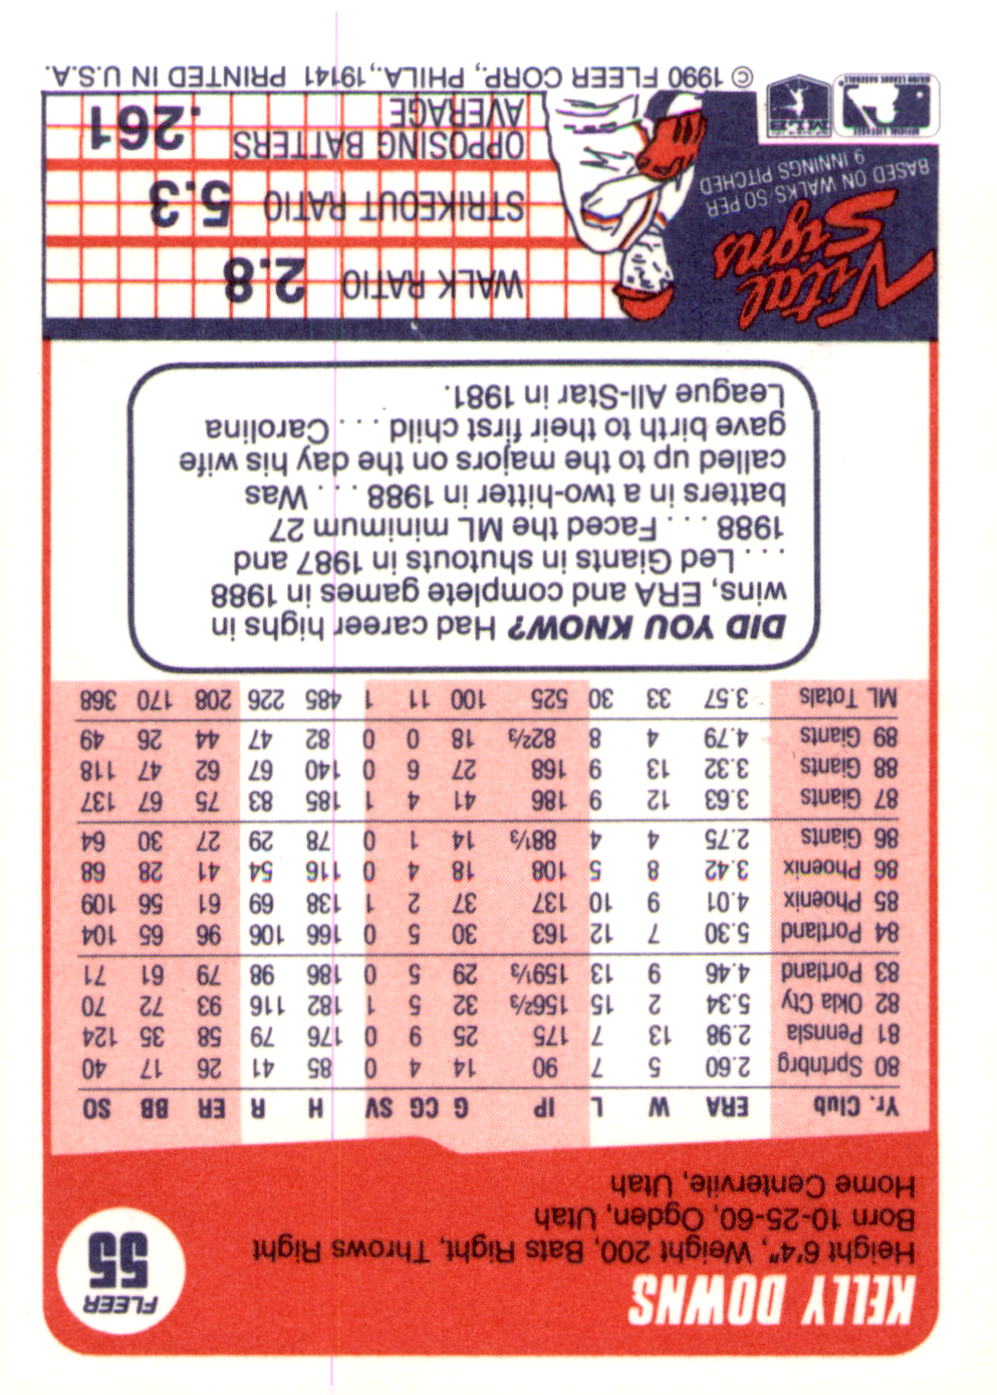 FLEER
55
KELLY DOWNS
Height 6'4", Weight 200, Bats Right, Throws Right
Born 10-25-60, Ogden, Utah
Home Centervile, Utah
Yr. Club ERA W L IP G CG SV H R ER BB SO
80 Sprtnbrg 2.60 5 7 90 14 4 0 85 41 26 17 40
81 Pennsla 2.98 13 7 175 25 9 0 176 79 58 35 124
82 Okla Cty 5.34 2 15 156⅔ 32 5 1 182 116 93 72 70
83 Portland 4.46 9 13 159⅓ 29 5 0 186 98 79 61 71
84 Portland 5.30 7 12 163 30 5 0 166 106 96 65 104
85 Phoenix 4.01 9 10 137 37 2 1 138 69 61 56 109
86 Phoenix 3.42 8 5 108 18 4 0 116 54 41 28 68
86 Giants 2.75 4 4 88⅓ 14 1 0 78 29 27 30 64
87 Giants 3.63 12 9 186 41 4 1 185 83 75 67 137
88 Giants 3.32 13 9 168 27 6 0 140 67 62 47 118
89 Giants 4.79 4 8 82⅔ 18 0 0 82 47 44 26 49
ML Totals 3.57 33 30 525 100 11 1 485 226 208 170 368
DID YOU KNOW? Had career highs in
wins, ERA and complete games in 1988
. . . Led Giants in shutouts in 1987 and
1988 . . . Faced the ML minimum 27
batters in a two-hitter in 1988 . . . Was
called up to the majors on the day his wife
gave birth to their first child . . . Carolina
League All-Star in 1981.
Vital
Signs
BASED ON WALKS SO PER
9 INNINGS PITCHED
WALK RATIO 2.8
STRIKEOUT RATIO 5.3
OPPOSING BATTERS
AVERAGE .261
OFFICIAL LICENSEE
MAJOR LEAGUE BASEBALL
MLB
© 1990 FLEER CORP., PHILA., 19141 PRINTED IN U.S.A.